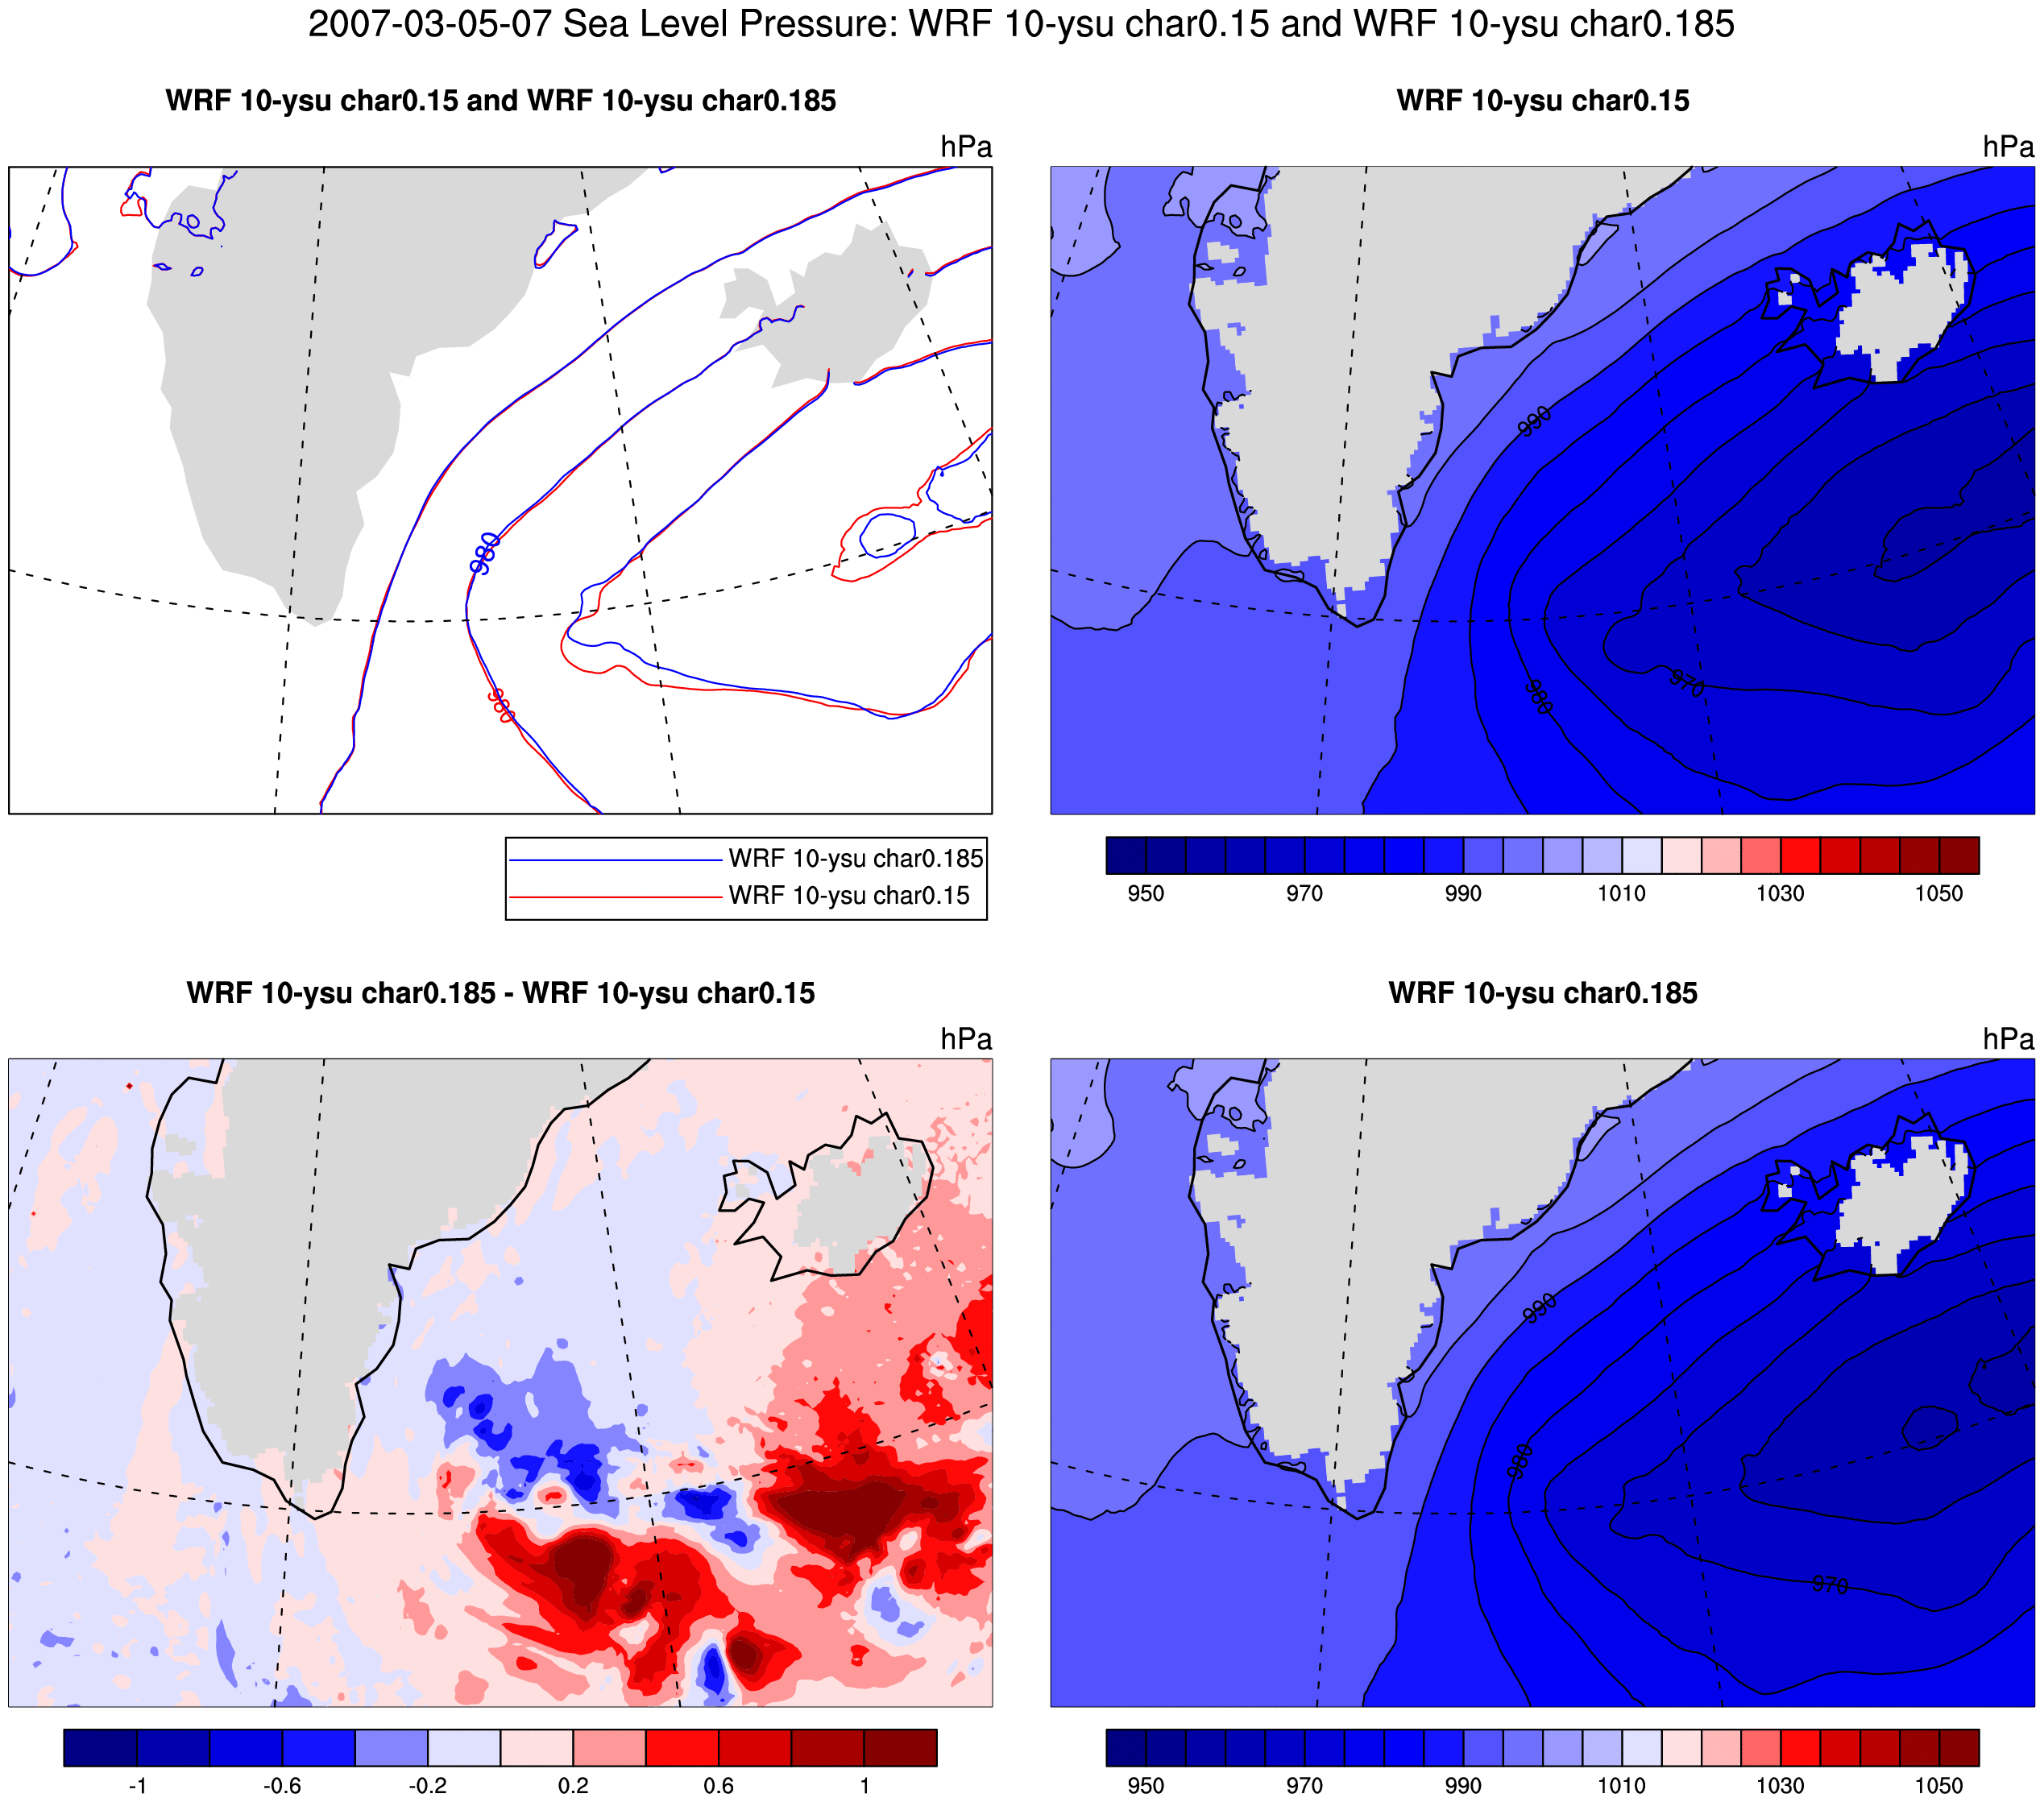 2007-03-05-07 Sea Level Pressure: WRF 10-ysu char0.15 and WRF 10-ysu char0.185
WRF 10-ysu char0.15 and WRF 10-ysu char0.185
hPa
980
980
WRF 10-ysu char0.185
WRF 10-ysu char0.15
WRF 10-ysu char0.15
hPa
990
980
970
950 970 990 1010 1030 1050
WRF 10-ysu char0.185 - WRF 10-ysu char0.15
hPa
-1 -0.6 -0.2 0.2 0.6 1
WRF 10-ysu char0.185
hPa
990
980
970
950 970 990 1010 1030 1050